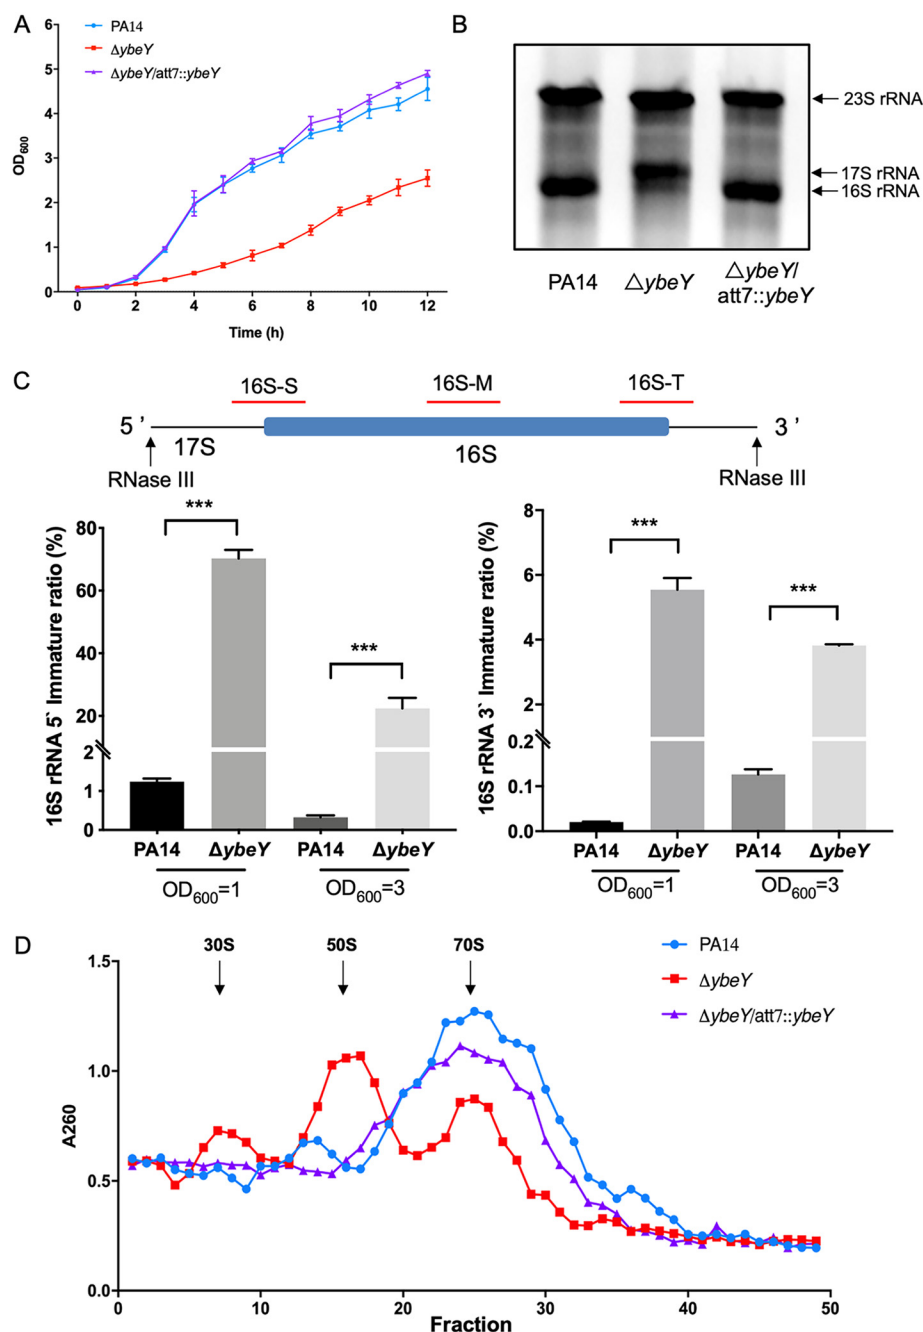 A
PA14
ΔybeY
ΔybeY/att7::ybeY
OD600
6
5
4
3
2
1
0
0 2 4 6 8 10 12
Time (h)
B
23S rRNA
17S rRNA
16S rRNA
PA14
△ybeY
△ybeY/
att7::ybeY
C
16S-S
16S-M
16S-T
5 ’
3 ’
17S
16S
RNase III
RNase III
16S rRNA 5` Immature ratio (%)
80
60
40
20
2
1
0
***
***
PA14 ΔybeY PA14 ΔybeY
OD600=1 OD600=3
16S rRNA 3` Immature ratio (%)
8
6
4
2
0.2
0.1
0.0
***
***
PA14 ΔybeY PA14 ΔybeY
OD600=1 OD600=3
D
30S 50S 70S
PA14
ΔybeY
ΔybeY/att7::ybeY
A260
1.5
1.0
0.5
0.0
0 10 20 30 40 50
Fraction